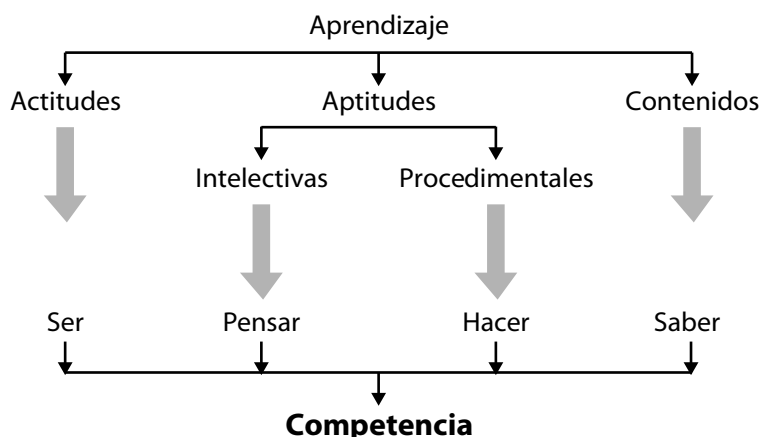 Aprendizaje
Actitudes Aptitudes Contenidos
Intelectivas Procedimentales
Ser Pensar Hacer Saber
Competencia